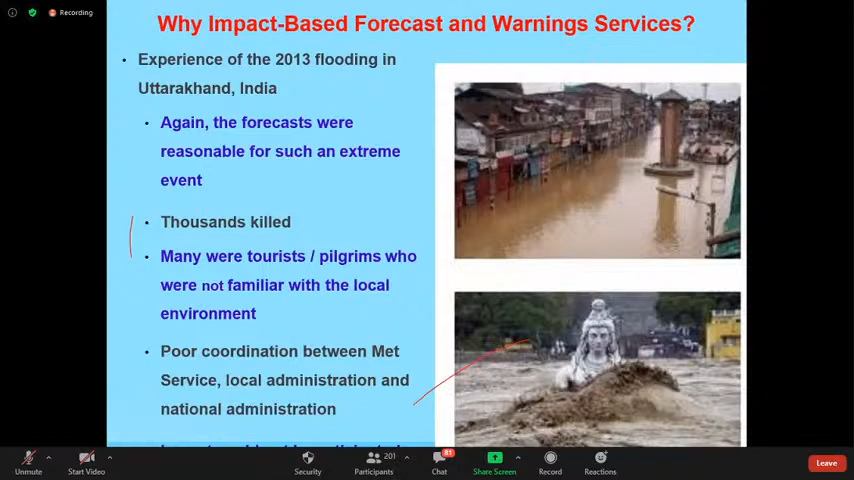 Recording
Why Impact-Based Forecast and Warnings Services?
Experience of the 2013 flooding in
Uttarakhand, India
Again, the forecasts were
reasonable for such an extreme
event
Thousands killed
Many were tourists / pilgrims who
were not familiar with the local
environment
Poor coordination between Met
Service, local administration and
national administration
Unmute
Start Video
Security
Participants
201
Chat
81
Share Screen
Record
Reactions
Leave